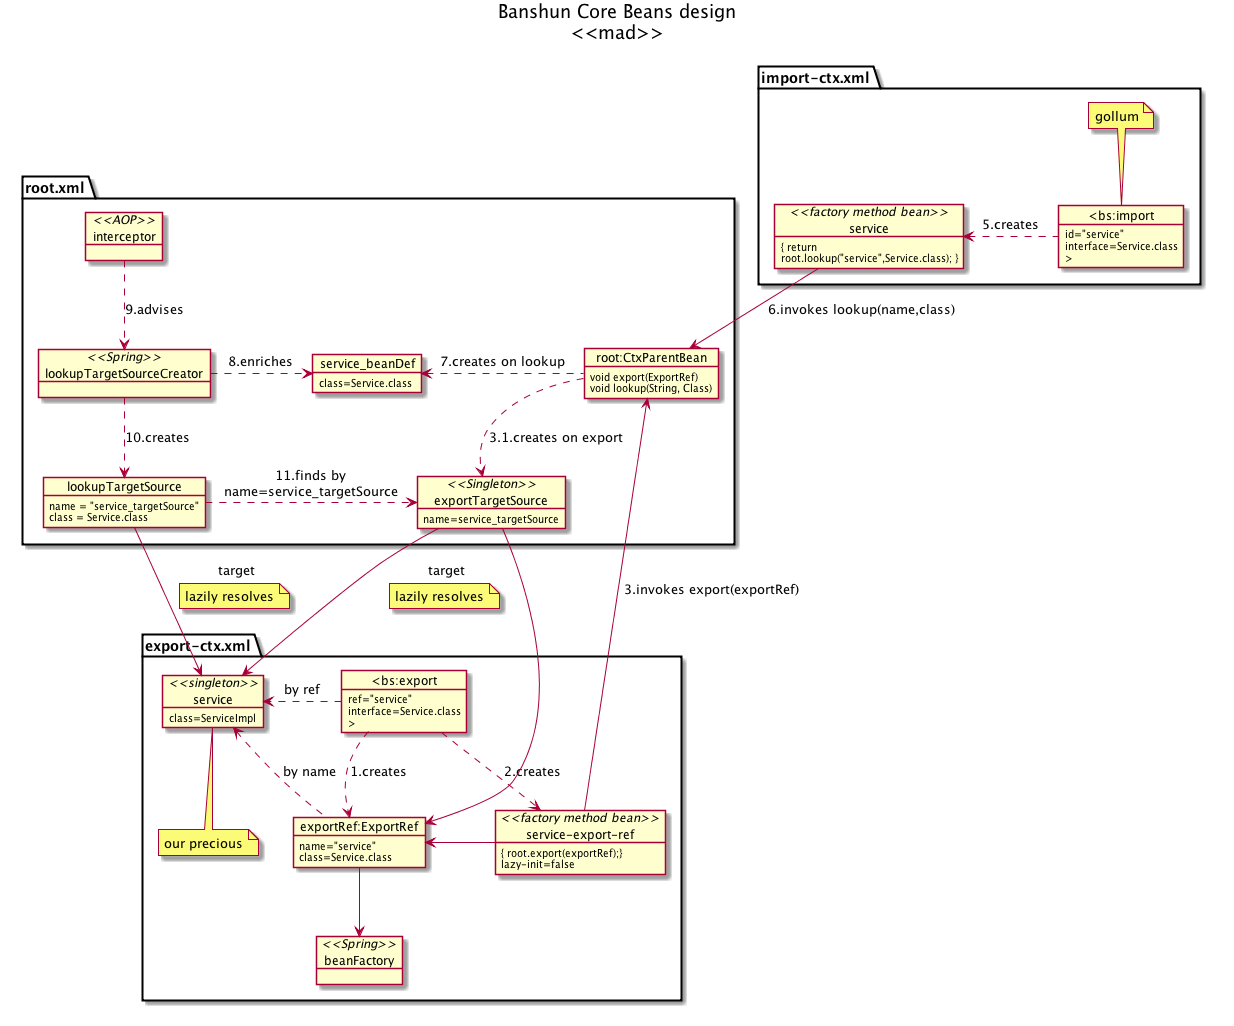 Banshun Core Beans design
<<mad>>
import-ctx.xml
gollum
<<factory method bean>>
service
{ return
root.lookup("service",Service.class); }
5.creates
<bs:import
id="service"
interface=Service.class
>
root.xml
<<AOP>>
interceptor
9.advises
6.invokes lookup(name,class)
<<Spring>>
lookupTargetSourceCreator
8.enriches
service_beanDef
class=Service.class
7.creates on lookup
root:CtxParentBean
void export(ExportRef)
void lookup(String, Class)
10.creates
3.1.creates on export
lookupTargetSource
name = "service_targetSource"
class = Service.class
11.finds by
name=service_targetSource
<<Singleton>>
exportTargetSource
name=service_targetSource
target
lazily resolves
target
lazily resolves
3.invokes export(exportRef)
export-ctx.xml
<<singleton>>
service
class=ServiceImpl
by ref
<bs:export
ref="service"
interface=Service.class
>
by name
1.creates
2.creates
our precious
exportRef:ExportRef
name="service"
class=Service.class
<<factory method bean>>
service-export-ref
{ root.export(exportRef);}
lazy-init=false
<<Spring>>
beanFactory